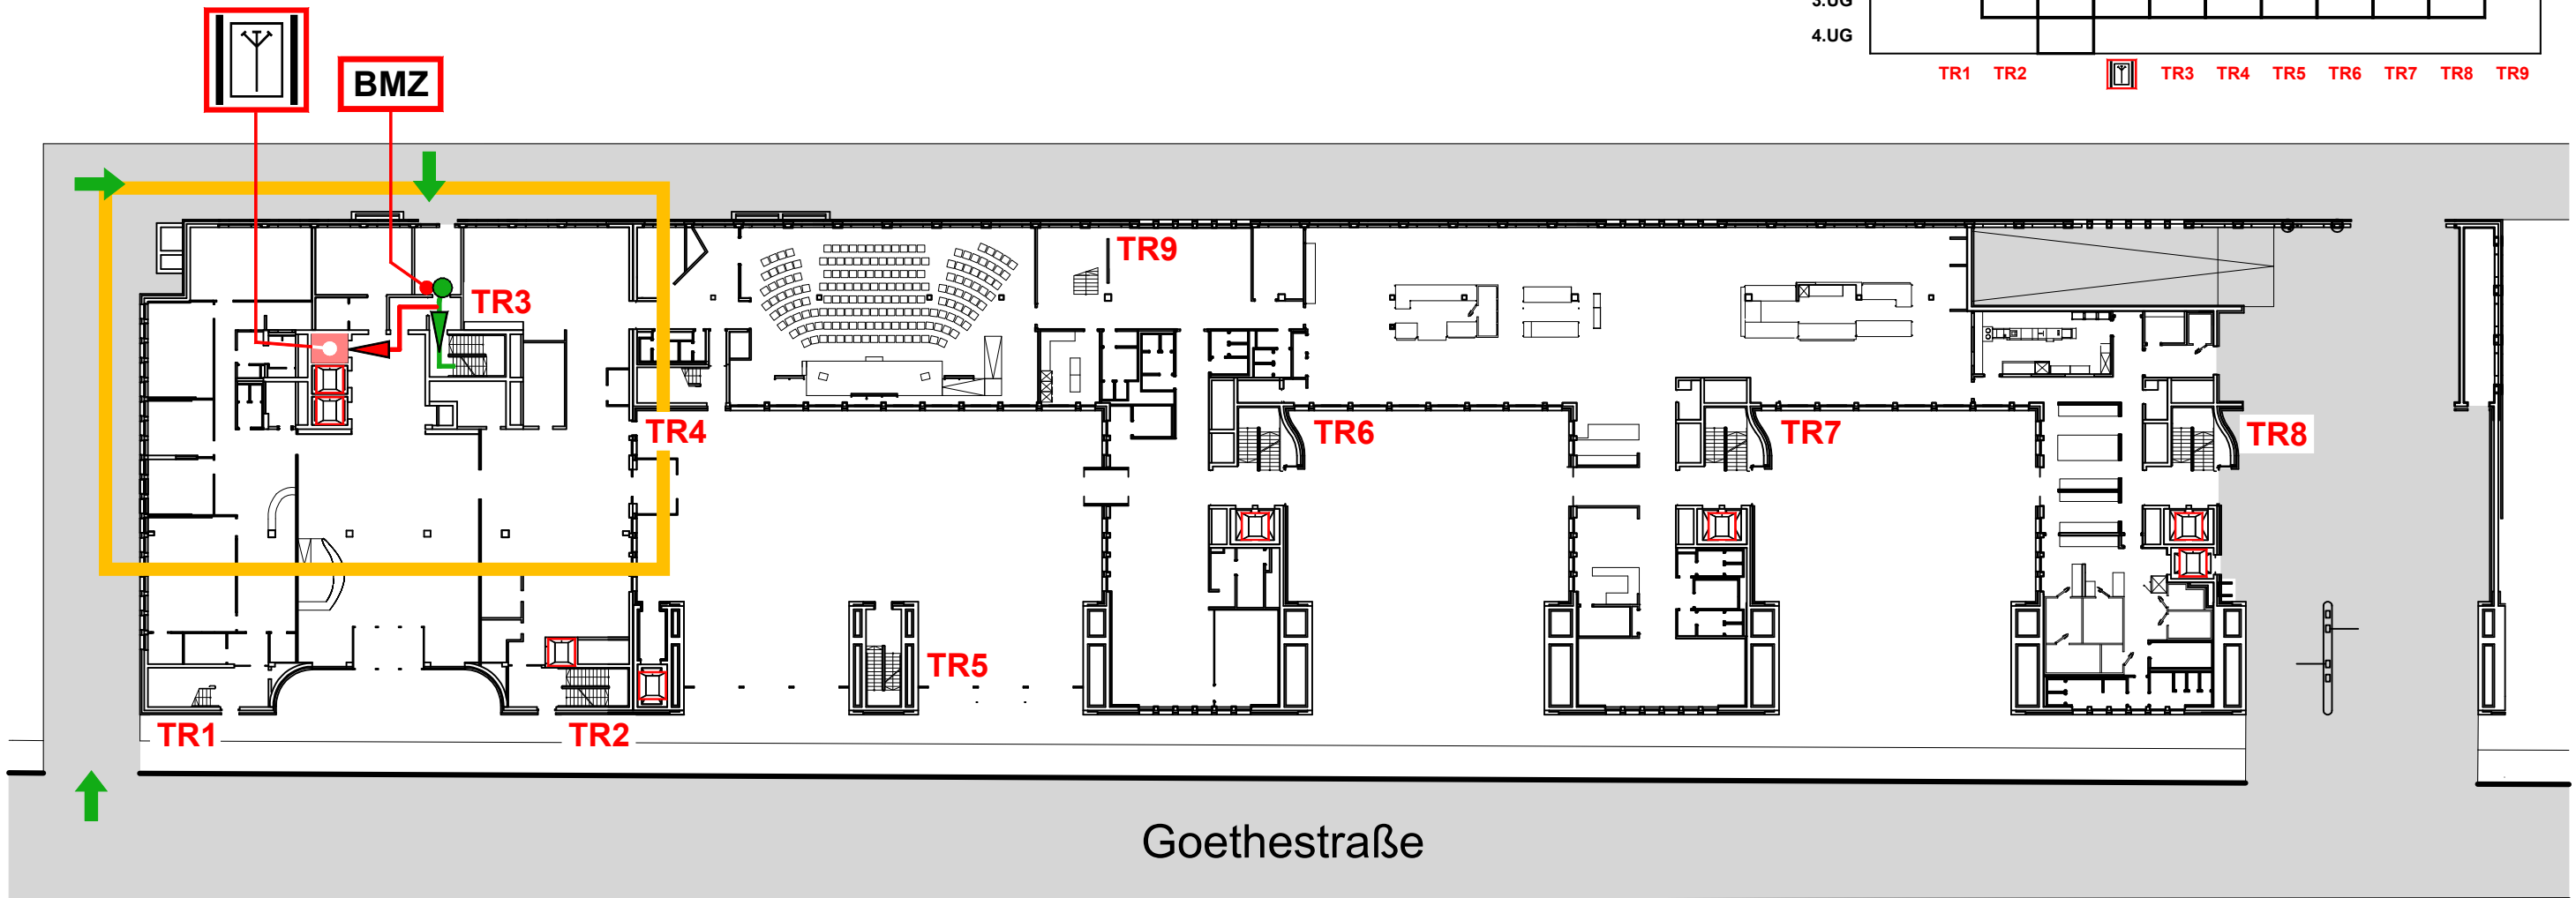 3.UG
4.UG
TR1 TR2 TR3 TR4 TR5 TR6 TR7 TR8 TR9
BMZ
TR9
TR3
TR4
TR6
TR7
TR8
TR5
TR1
TR2
Goethestraße